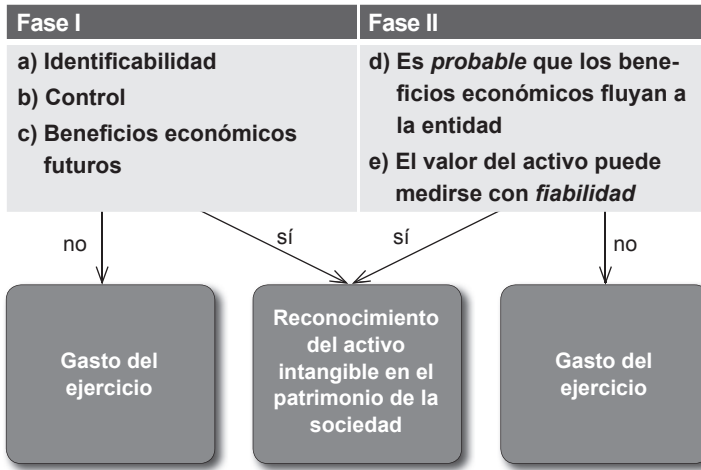 Fase I
Fase II
a) Identificabilidad
b) Control
c) Beneficios económicos
futuros
d) Es probable que los bene-
ficios económicos fluyan a
la entidad
e) El valor del activo puede
medirse con fiabilidad
no
sí
sí
no
Gasto del
ejercicio
Reconocimiento
del activo
intangible en el
patrimonio de la
sociedad
Gasto del
ejercicio